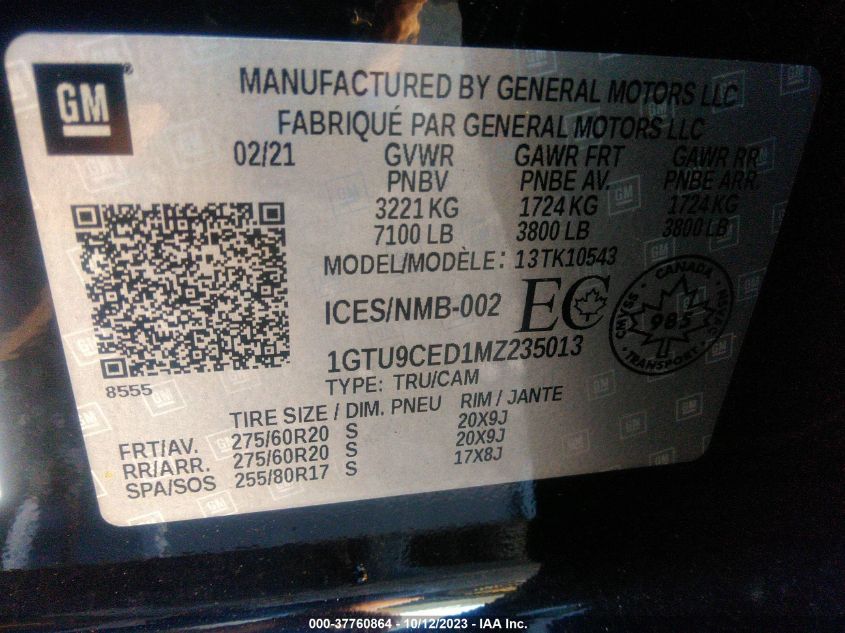 GM
MANUFACTURED BY GENERAL MOTORS LLC
FABRIQUÉ PAR GENERAL MOTORS LLC
02/21 GVWR GAWR FRT GAWR RR
PNBV PNBE AV. PNBE ARR.
3221 KG 1724 KG 1724 KG
7100 LB 3800 LB 3800 LB
MODEL/MODÈLE: 13TK10543
ICES/NMB-002 EC
CANADA
CMVSS 985 NSVAC
TRANSPORT
1GTU9CED1MZ235013
8555 TYPE: TRU/CAM
TIRE SIZE / DIM. PNEU RIM / JANTE
FRT/AV. 275/60R20 S 20X9J
RR/ARR. 275/60R20 S 20X9J
SPA/SOS 255/80R17 S 17X8J
000-37760864 - 10/12/2023 - IAA Inc.